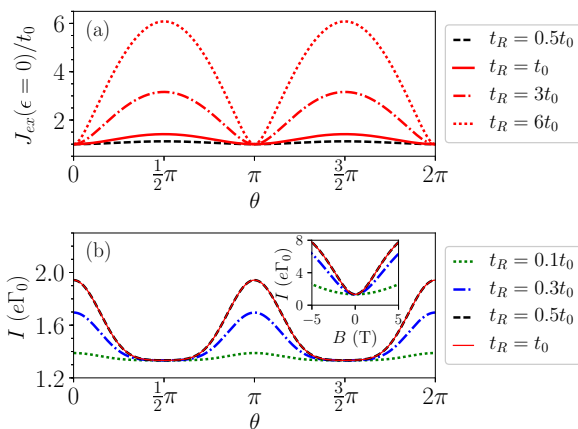 (a)
J_{ex}(ϵ = 0)/t_0
6
4
2
0
½π
π
3/2π
2π
θ
t_R = 0.5t_0
t_R = t_0
t_R = 3t_0
t_R = 6t_0
(b)
I (eΓ_0)
2.0
1.6
1.2
0
½π
π
3/2π
2π
θ
I (eΓ_0)
8
4
0
−5
0
5
B (T)
t_R = 0.1t_0
t_R = 0.3t_0
t_R = 0.5t_0
t_R = t_0